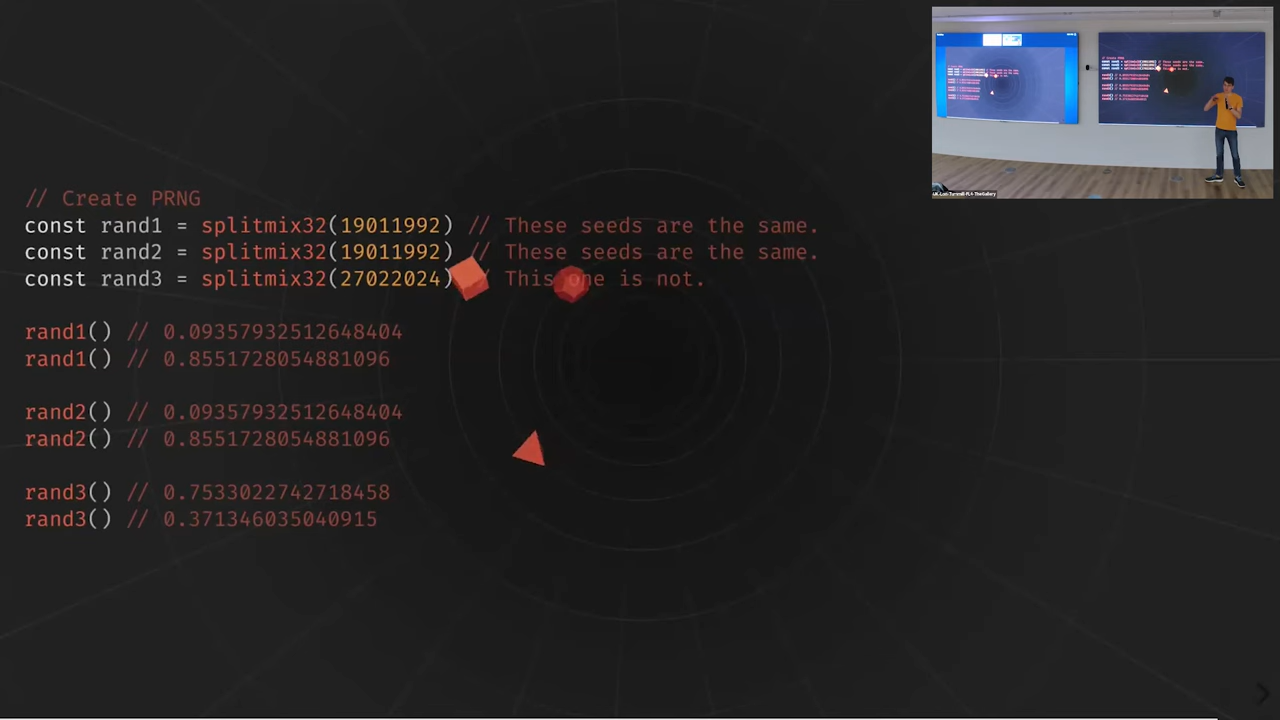 // Create PRNG
const rand1 = splitmix32(19011992) // These seeds are the same.
const rand2 = splitmix32(19011992) // These seeds are the same.
const rand3 = splitmix32(27022024) // This one is not.
rand1() // 0.09357932512648404
rand1() // 0.8551728054881096
rand2() // 0.09357932512648404
rand2() // 0.8551728054881096
rand3() // 0.7533022742718458
rand3() // 0.371346035040915